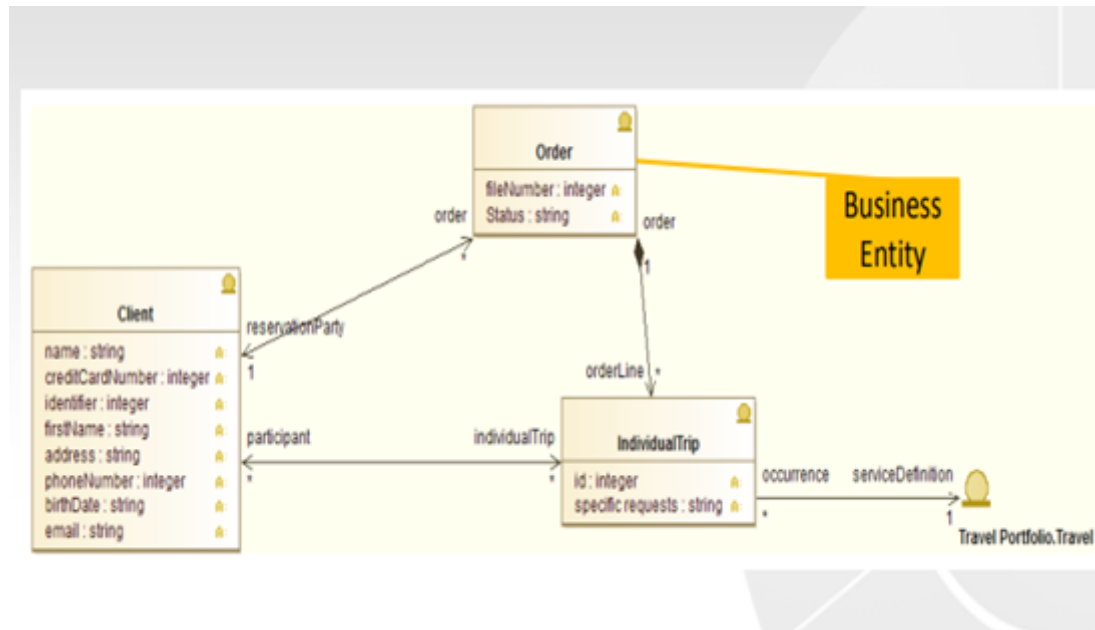 Order
fileNumber : integer
Status : string
Business
Entity
order
*
order
1
Client
name : string
creditCardNumber : integer
identifier : integer
firstName : string
address : string
phoneNumber : integer
birthDate : string
email : string
reservationParty
1
orderLine
*
participant
*
individualTrip
*
IndividualTrip
id : integer
specific requests : string
occurrence
*
serviceDefinition
1
Travel Portfolio.Travel